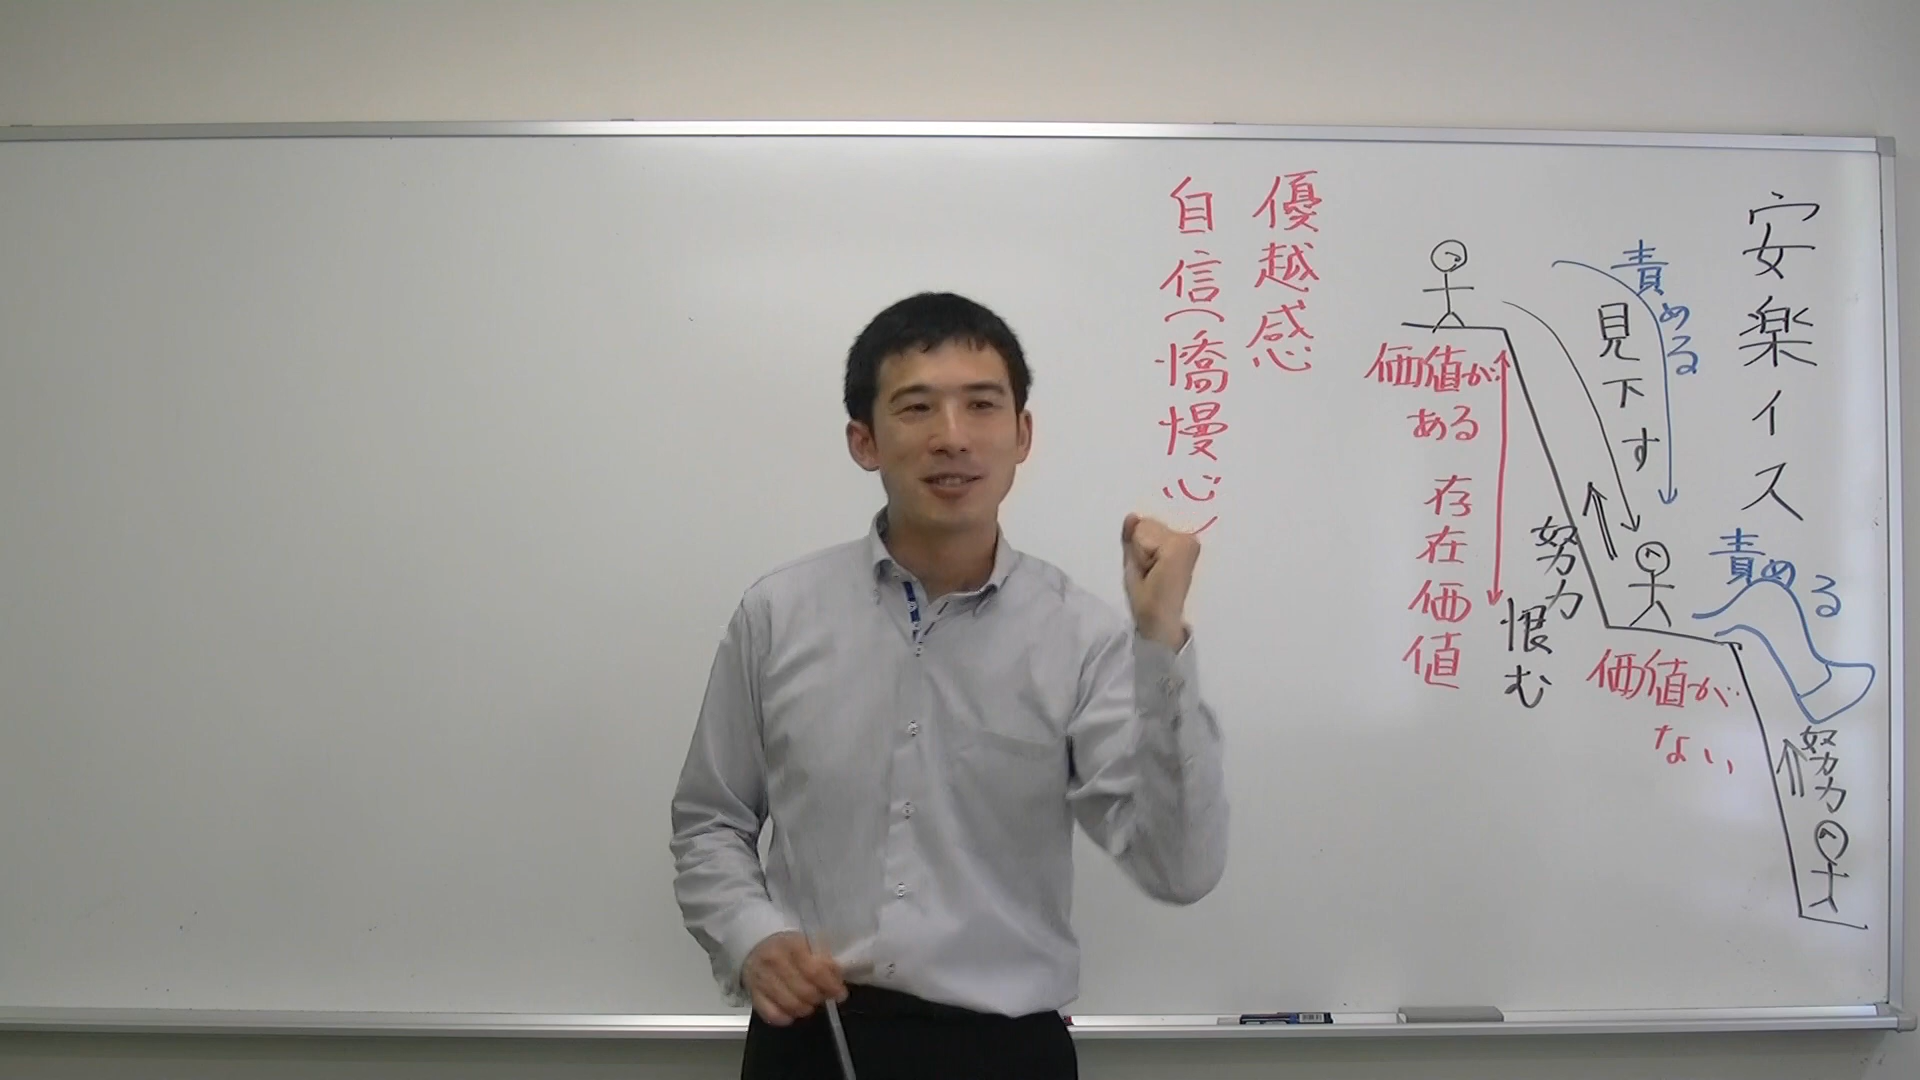 安楽イス
責める
見下す
責める
努力
価値が
ある
存在価値
努力
恨む
価値が
ない
優越感
自信(憍慢心)